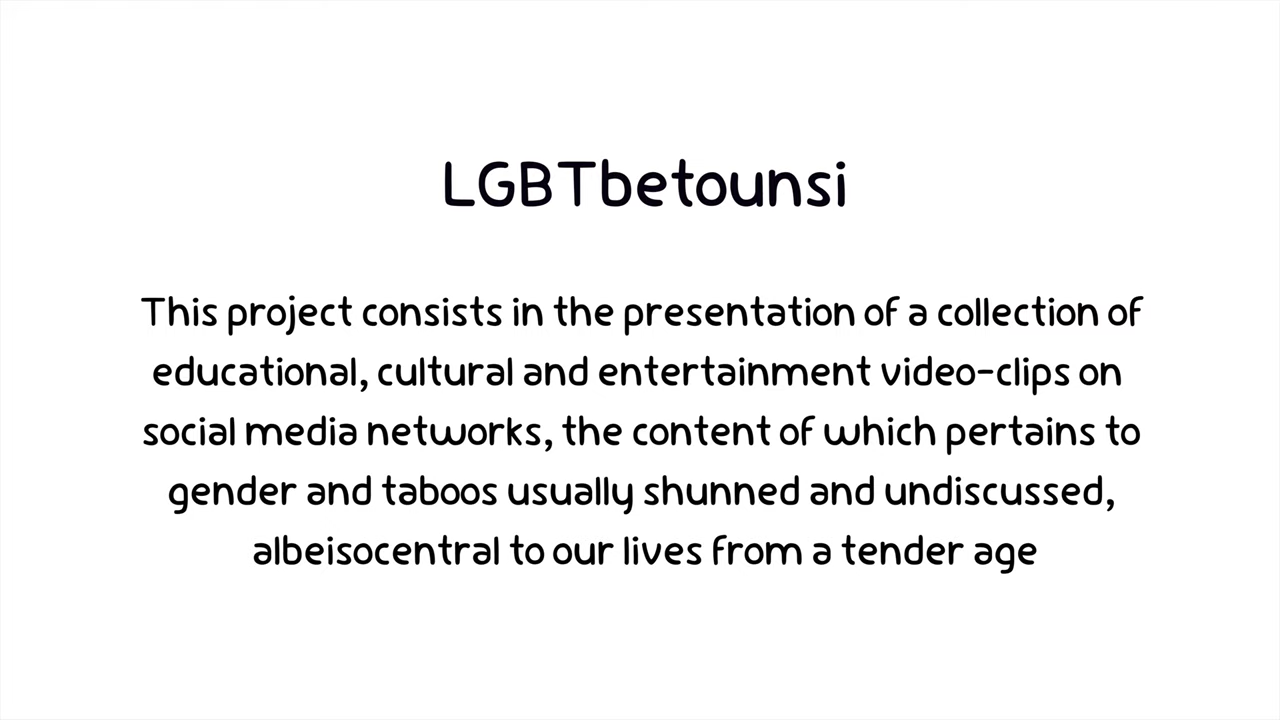 LGBTbetounsi
This project consists in the presentation of a collection of
educational, cultural and entertainment video-clips on
social media networks, the content of which pertains to
gender and taboos usually shunned and undiscussed,
albeisocentral to our lives from a tender age